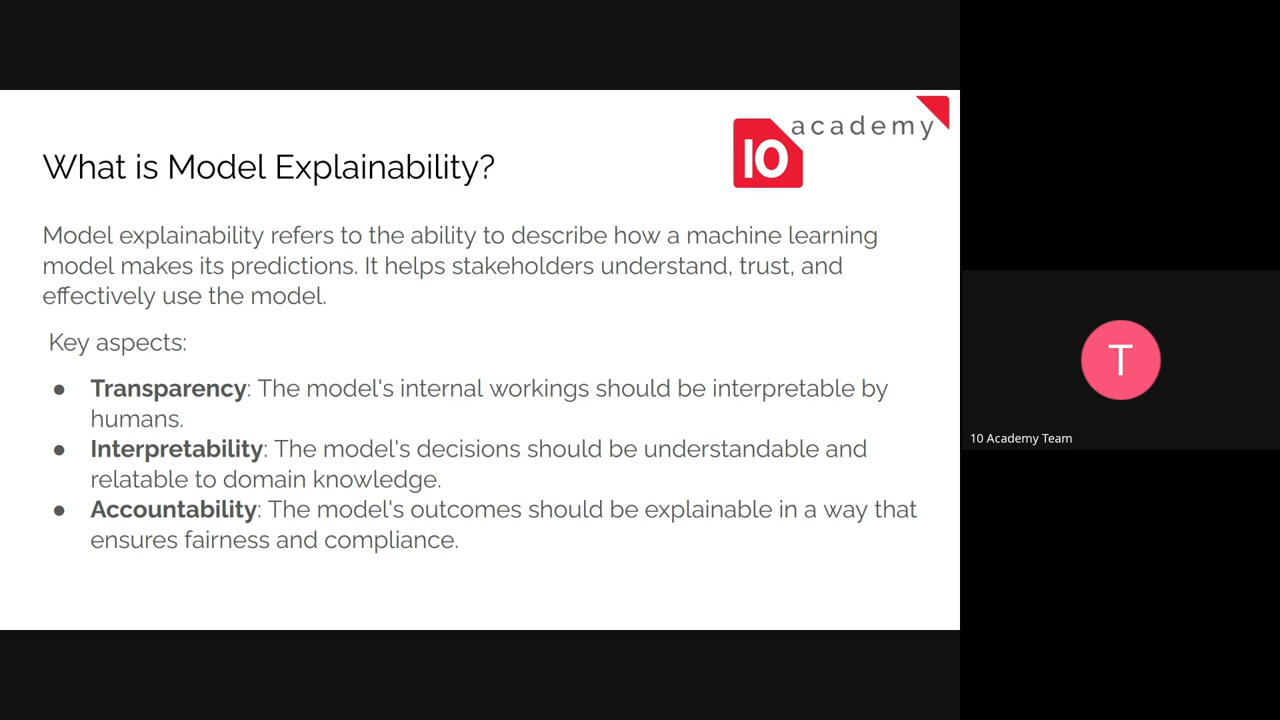 10 academy
What is Model Explainability?
Model explainability refers to the ability to describe how a machine learning
model makes its predictions. It helps stakeholders understand, trust, and
effectively use the model.
Key aspects:
● Transparency: The model's internal workings should be interpretable by
humans.
● Interpretability: The model's decisions should be understandable and
relatable to domain knowledge.
● Accountability: The model's outcomes should be explainable in a way that
ensures fairness and compliance.
T
10 Academy Team